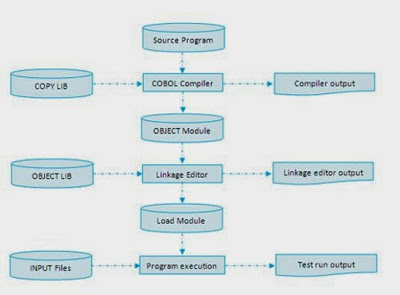 Source Program
COPY LIB
COBOL Compiler
Compiler output
OBJECT Module
OBJECT LIB
Linkage Editor
Linkage editor output
Load Module
INPUT Files
Program execution
Test run output